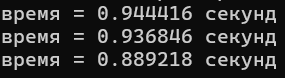 время = 0.944416 секунд
время = 0.936846 секунд
время = 0.889218 секунд